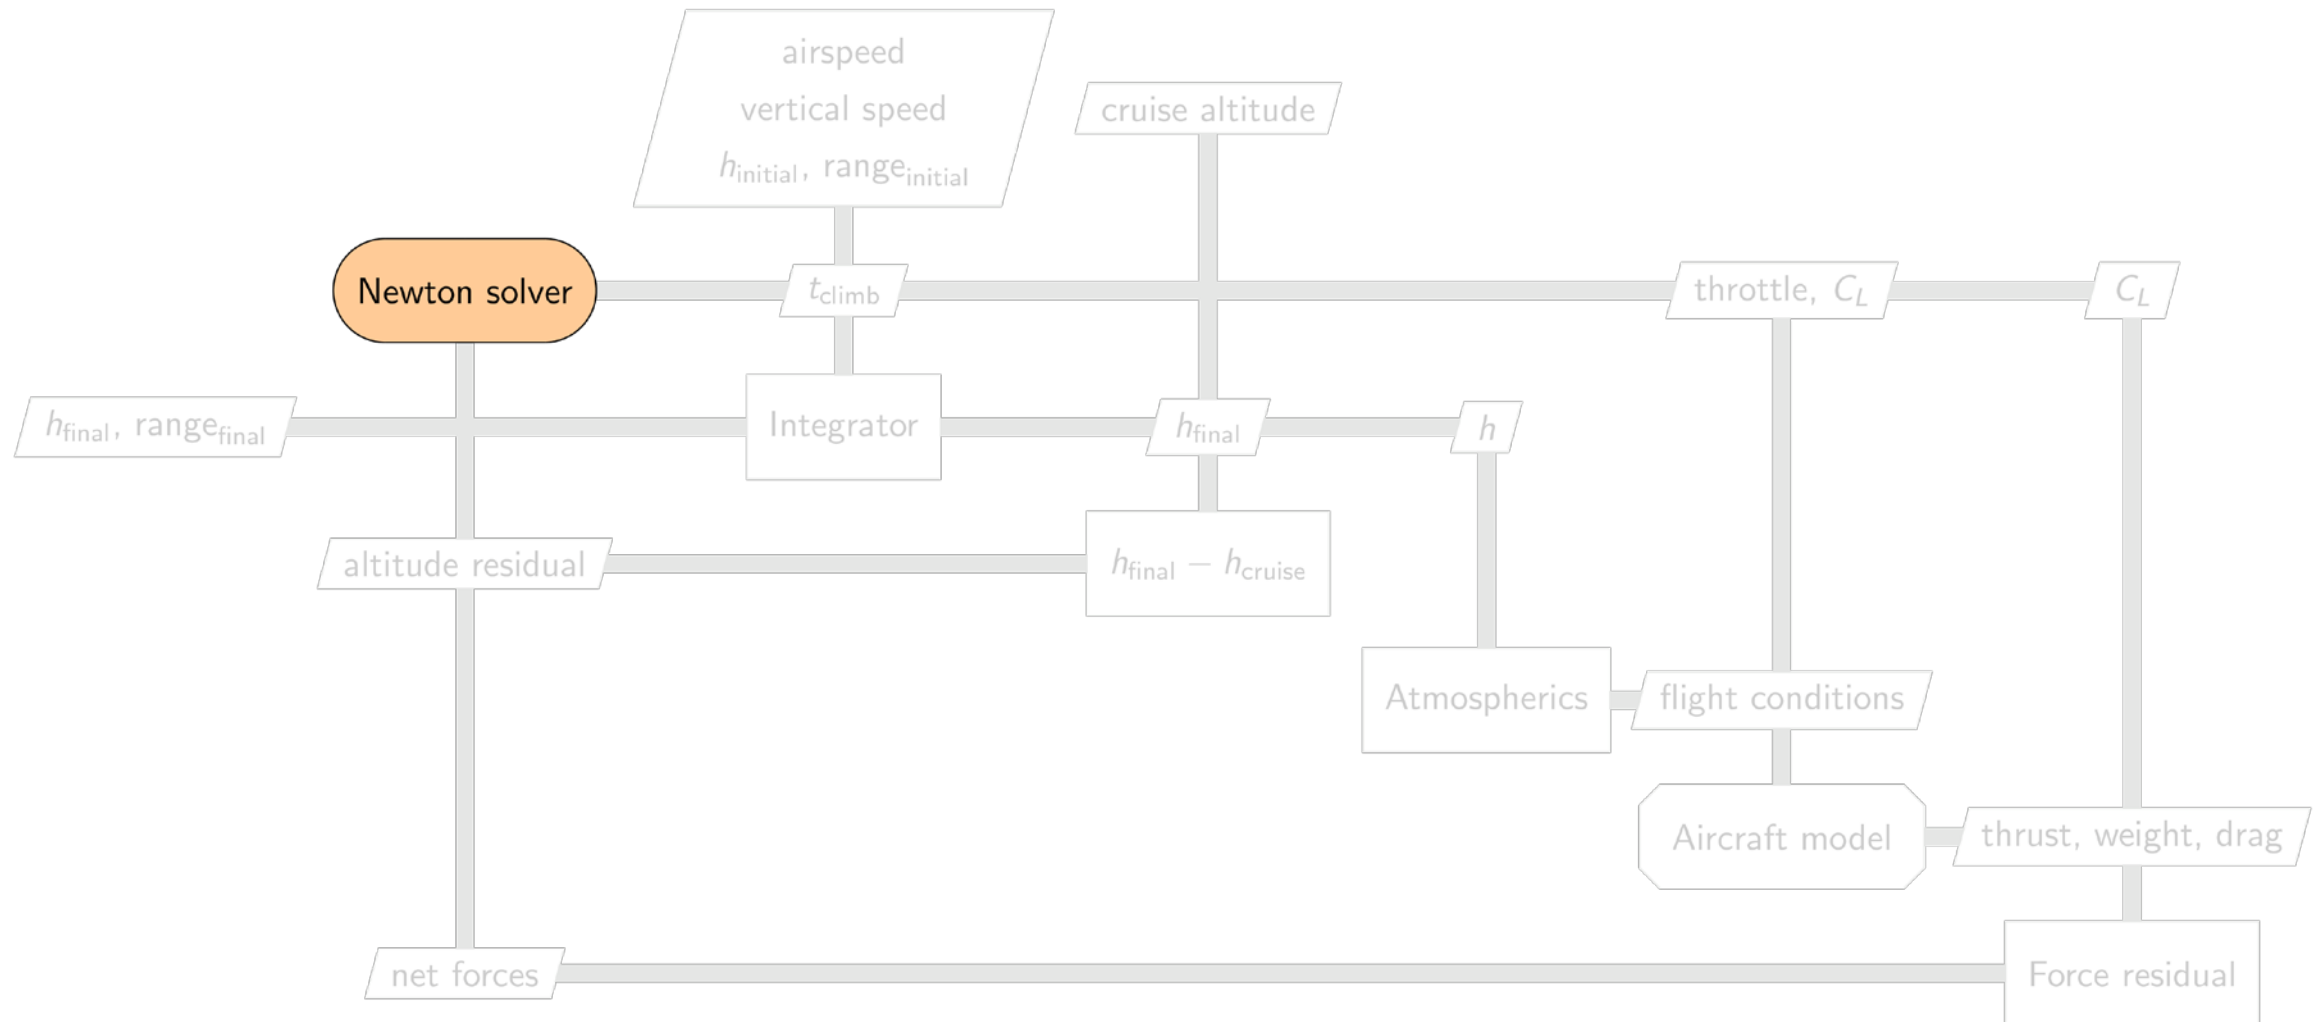 airspeed
vertical speed
h_initial, range_initial
cruise altitude
Newton solver
t_climb
throttle, C_L
C_L
h_final, range_final
Integrator
h_final
h
altitude residual
h_final − h_cruise
Atmospherics
flight conditions
Aircraft model
thrust, weight, drag
net forces
Force residual